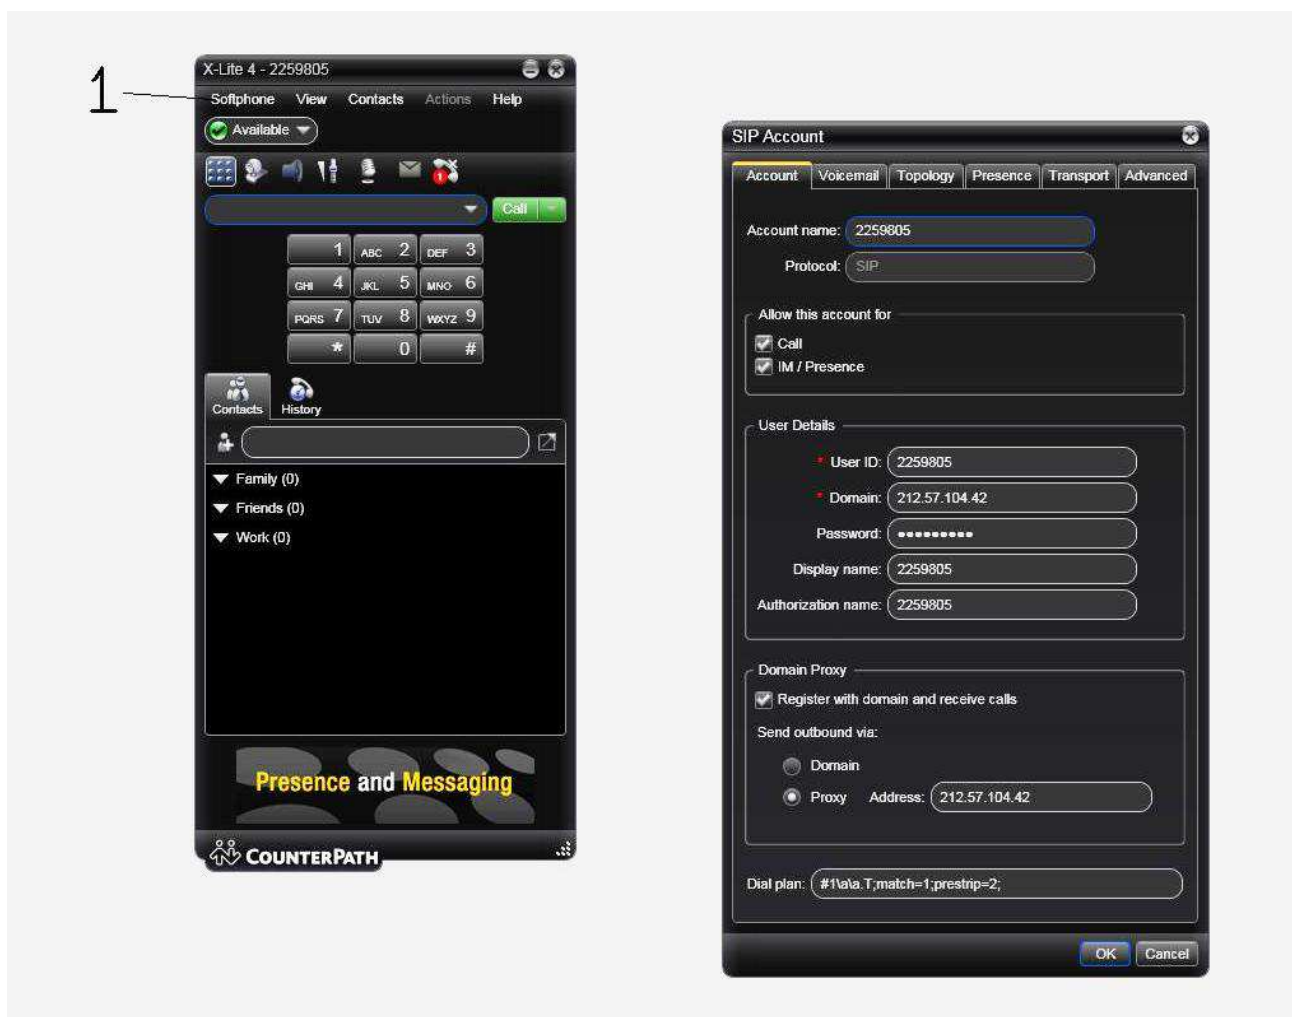 1
X-Lite 4 - 2259805
Softphone View Contacts Actions Help
Available
1
Call
1 ABC 2 DEF 3
GHI 4 JKL 5 MNO 6
PQRS 7 TUV 8 WXYZ 9
* 0 #
Contacts History
Family (0)
Friends (0)
Work (0)
Presence and Messaging
COUNTERPATH
SIP Account
Account Voicemail Topology Presence Transport Advanced
Account name: 2259805
Protocol: SIP
Allow this account for
Call
IM / Presence
User Details
* User ID: 2259805
* Domain: 212.57.104.42
Password: •••••••••
Display name: 2259805
Authorization name: 2259805
Domain Proxy
Register with domain and receive calls
Send outbound via:
Domain
Proxy Address: 212.57.104.42
Dial plan: #1\a\a.T;match=1;prestrip=2;
OK Cancel